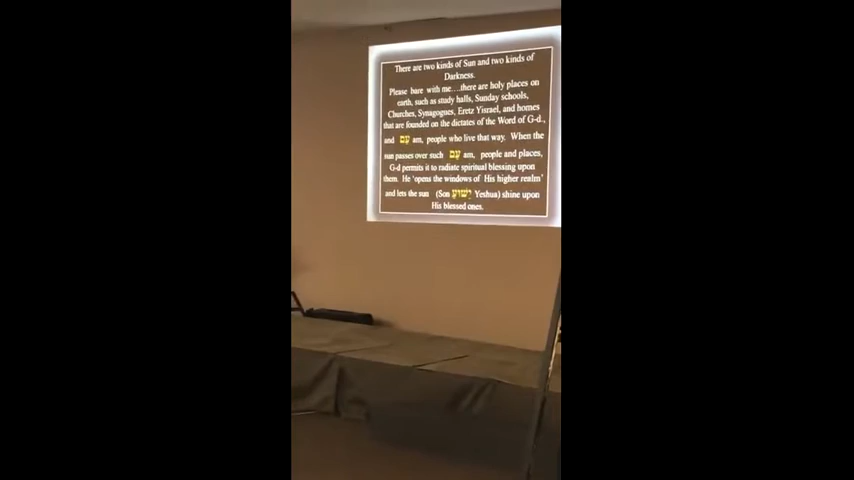 There are two kinds of Sun and two kinds of
Darkness.
Please bare with me....there are holy places on
earth, such as study halls, Sunday schools,
Churches, Synagogues, Eretz Yisrael, and homes
that are founded on the dictates of the Word of G-d.,
and עַם am, people who live that way. When the
sun passes over such עַם am, people and places,
G-d permits it to radiate spiritual blessing upon
them. He 'opens the windows of His higher realm'
and lets the sun (Son יֵשׁוּעַ Yeshua) shine upon
His blessed ones.